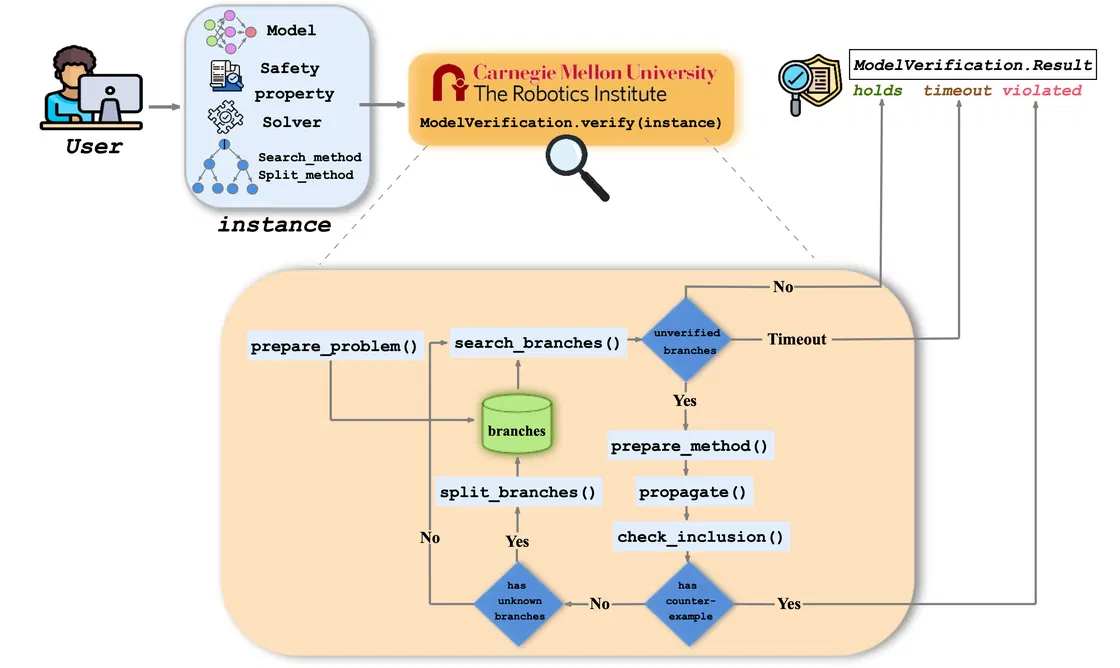 User
Model
Safety
property
Solver
Search_method
Split_method
instance
Carnegie Mellon University
The Robotics Institute
ModelVerification.verify(instance)
ModelVerification.Result
holds timeout violated
prepare_problem()
search_branches()
unverified
branches
No
Timeout
Yes
branches
prepare_method()
propagate()
check_inclusion()
split_branches()
No
Yes
has
unknown
branches
No
has
counter-
example
Yes